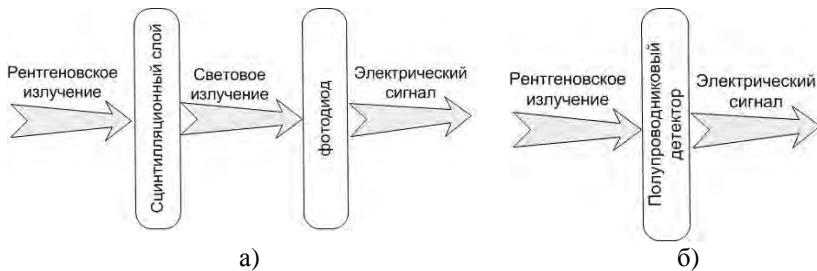 Рентгеновское
излучение
Сцинтилляционный слой
Световое
излучение
фотодиод
Электрический
сигнал
а)
Рентгеновское
излучение
Полупроводниковый
детектор
Электрический
сигнал
б)